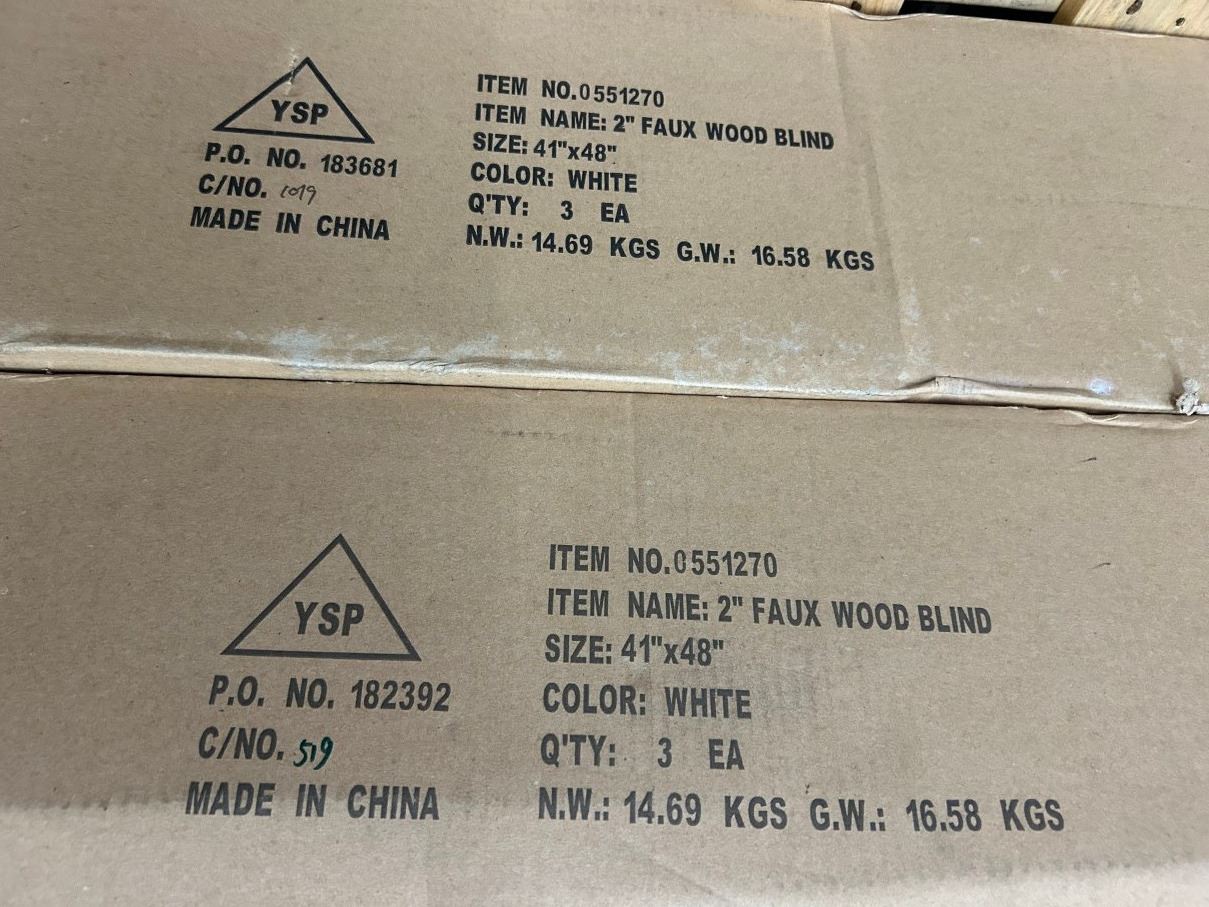 YSP
P.O. NO. 183681
C/NO. 1019
MADE IN CHINA
ITEM NO.0551270
ITEM NAME: 2" FAUX WOOD BLIND
SIZE: 41"x48"
COLOR: WHITE
Q'TY: 3 EA
N.W.: 14.69 KGS G.W.: 16.58 KGS
YSP
P.O. NO. 182392
C/NO. 519
MADE IN CHINA
ITEM NO.0551270
ITEM NAME: 2" FAUX WOOD BLIND
SIZE: 41"x48"
COLOR: WHITE
Q'TY: 3 EA
N.W.: 14.69 KGS G.W.: 16.58 KGS